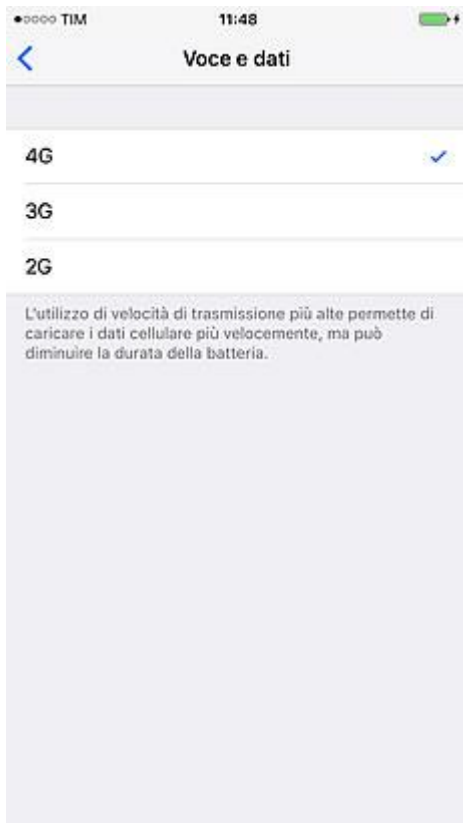 TIM 11:48
Voce e dati
4G
3G
2G
L'utilizzo di velocità di trasmissione più alte permette di
caricare i dati cellulare più velocemente, ma può
diminuire la durata della batteria.